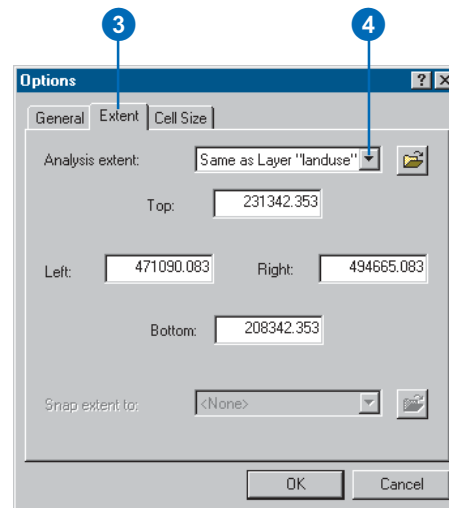 3 4
Options
General Extent Cell Size
Analysis extent: Same as Layer "landuse"
Top: 231342.353
Left: 471090.083 Right: 494665.083
Bottom: 208342.353
Snap extent to: <None>
OK Cancel